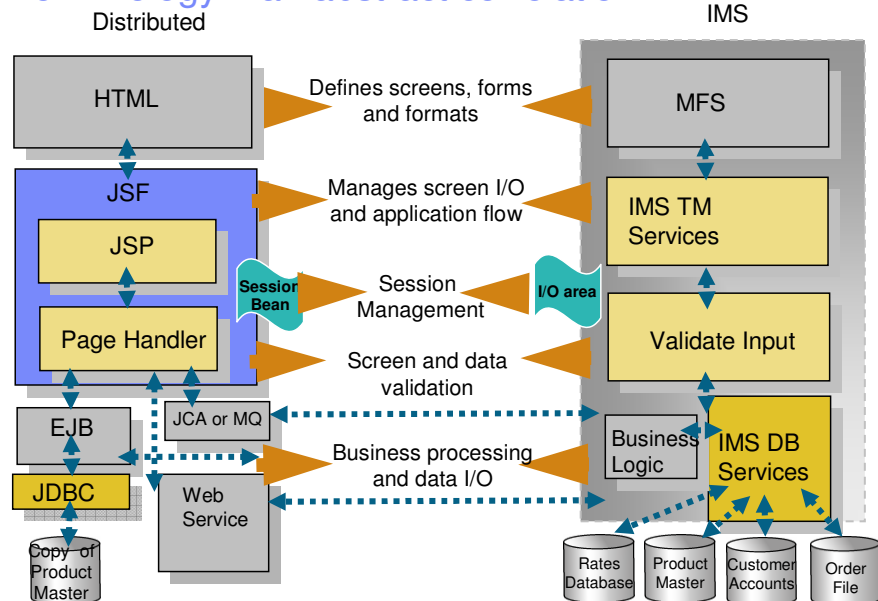 Distributed
IMS
HTML
Defines screens, forms
and formats
MFS
JSF
Manages screen I/O
and application flow
IMS TM
Services
JSP
Session
Bean
Session
Management
I/O area
Page Handler
Validate Input
Screen and data
validation
EJB
JCA or MQ
Business
Logic
IMS DB
Services
Business processing
and data I/O
JDBC
Web
Service
Copy of
Product
Master
Rates
Database
Product
Master
Customer
Accounts
Order
File